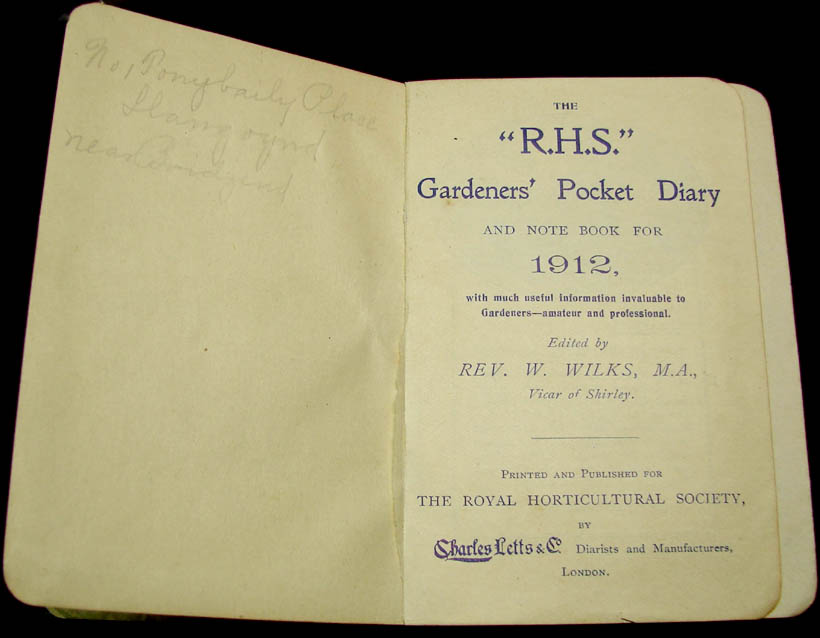 No, 1 Ponybaily Place
Llangoynd
near Bridgend
THE
"R.H.S."
Gardeners' Pocket Diary
AND NOTE BOOK FOR
1912,
with much useful information invaluable to
Gardeners—amateur and professional.
Edited by
REV. W. WILKS, M.A.,
Vicar of Shirley.
PRINTED AND PUBLISHED FOR
THE ROYAL HORTICULTURAL SOCIETY,
BY
Charles Letts & Co. Diarists and Manufacturers,
LONDON.